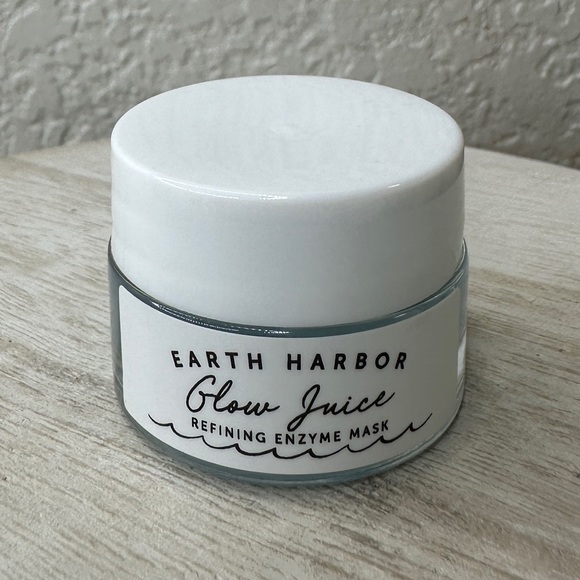 EARTH HARBOR
Glow Juice
REFINING ENZYME MASK